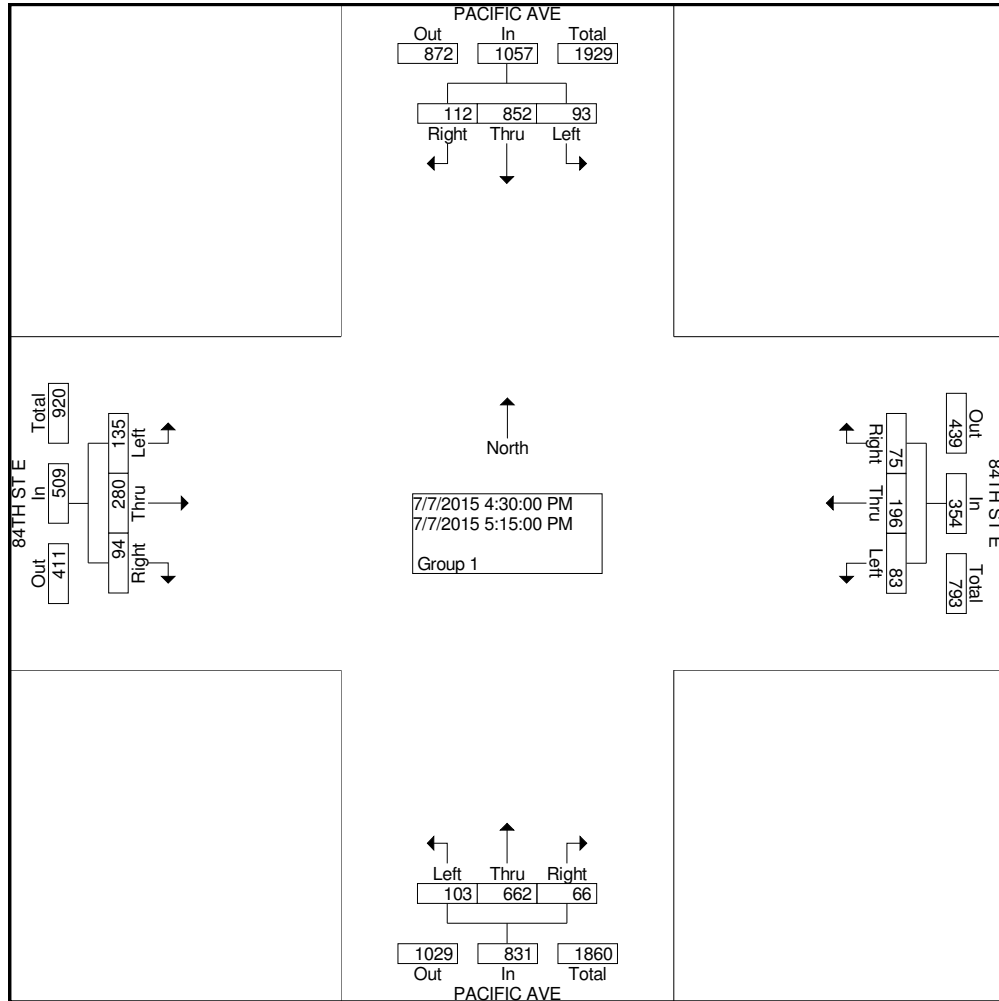 PACIFIC AVE
Out In Total
872 1057 1929
112 852 93
Right Thru Left
84TH ST E
Total In Out
920 509 411
135 280 94
Left Thru Right
North
7/7/2015 4:30:00 PM
7/7/2015 5:15:00 PM
Group 1
Right Thru Left
75 196 83
Out In Total
439 354 793
84TH ST E
Left Thru Right
103 662 66
1029 831 1860
Out In Total
PACIFIC AVE